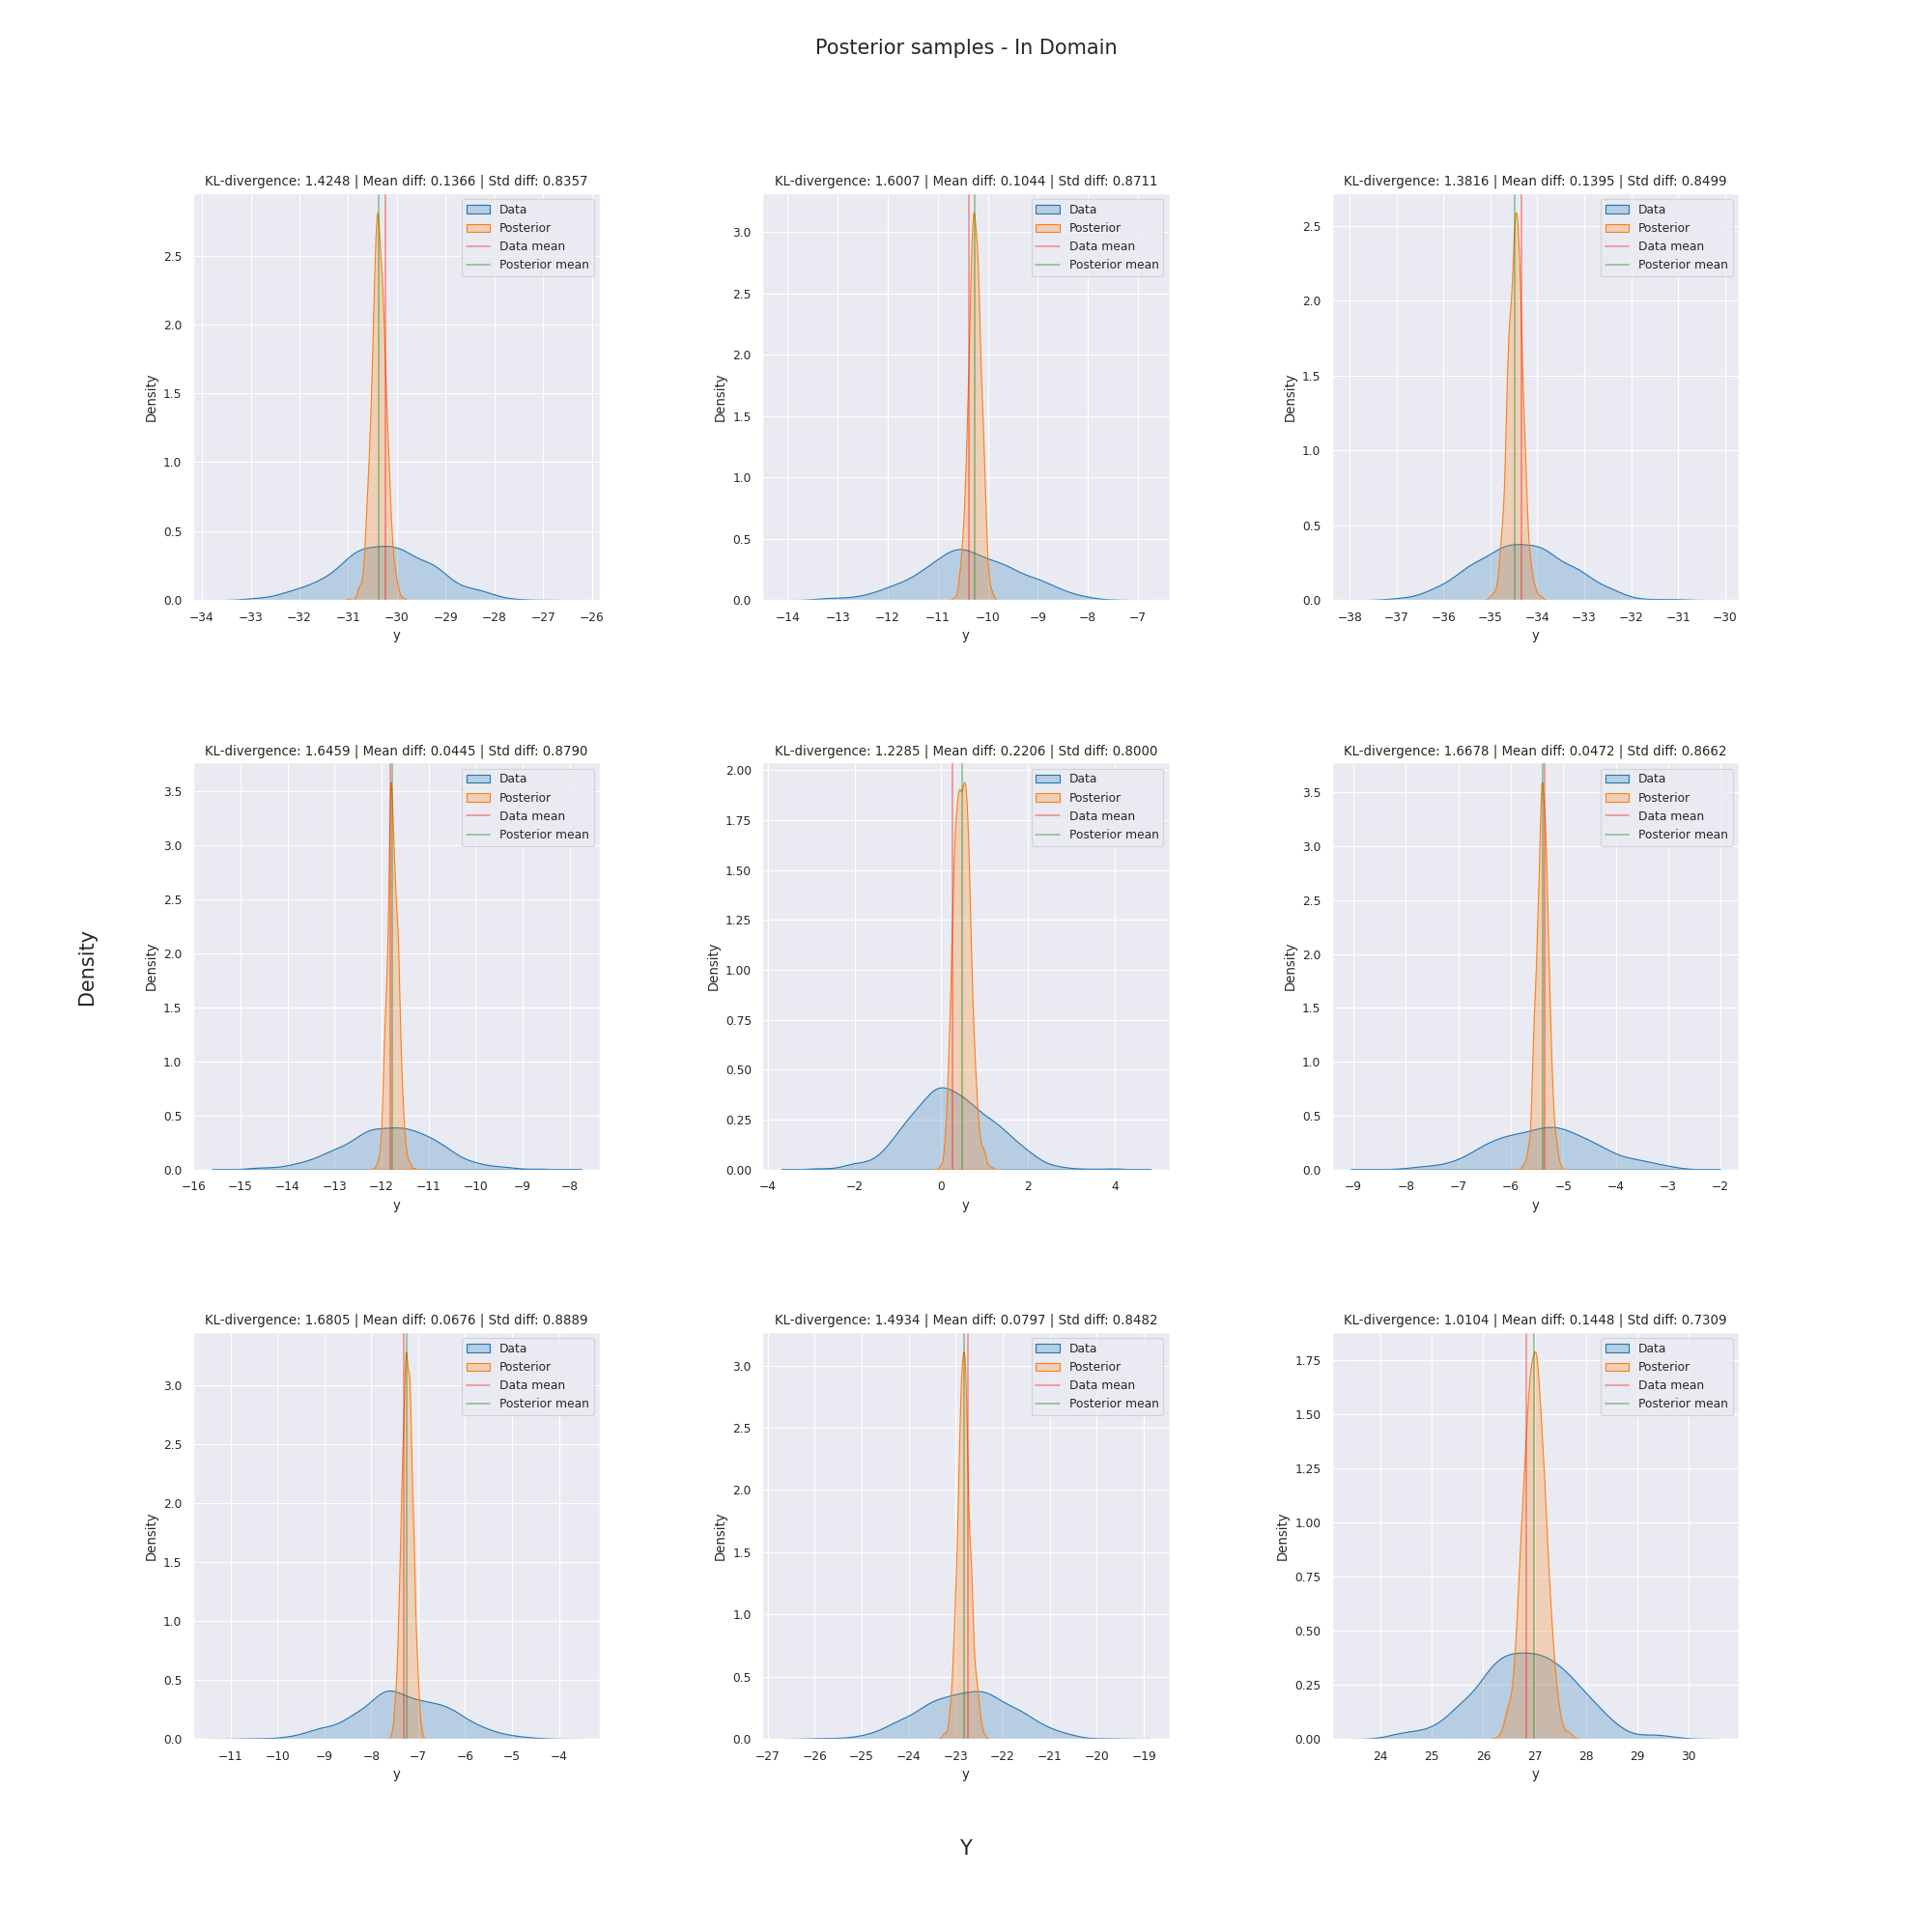 Posterior samples - In Domain
KL-divergence: 1.4248 | Mean diff: 0.1366 | Std diff: 0.8357
Data
Posterior
Data mean
Posterior mean
Density
2.5
2.0
1.5
1.0
0.5
0.0
−34 −33 −32 −31 −30 −29 −28 −27 −26
y
KL-divergence: 1.6007 | Mean diff: 0.1044 | Std diff: 0.8711
Data
Posterior
Data mean
Posterior mean
Density
3.0
2.5
2.0
1.5
1.0
0.5
0.0
−14 −13 −12 −11 −10 −9 −8 −7
y
KL-divergence: 1.3816 | Mean diff: 0.1395 | Std diff: 0.8499
Data
Posterior
Data mean
Posterior mean
Density
2.5
2.0
1.5
1.0
0.5
0.0
−38 −37 −36 −35 −34 −33 −32 −31 −30
y
Density
KL-divergence: 1.6459 | Mean diff: 0.0445 | Std diff: 0.8790
Data
Posterior
Data mean
Posterior mean
Density
3.5
3.0
2.5
2.0
1.5
1.0
0.5
0.0
−16 −15 −14 −13 −12 −11 −10 −9 −8
y
KL-divergence: 1.2285 | Mean diff: 0.2206 | Std diff: 0.8000
Data
Posterior
Data mean
Posterior mean
Density
2.00
1.75
1.50
1.25
1.00
0.75
0.50
0.25
0.00
−4 −2 0 2 4
y
KL-divergence: 1.6678 | Mean diff: 0.0472 | Std diff: 0.8662
Data
Posterior
Data mean
Posterior mean
Density
3.5
3.0
2.5
2.0
1.5
1.0
0.5
0.0
−9 −8 −7 −6 −5 −4 −3 −2
y
KL-divergence: 1.6805 | Mean diff: 0.0676 | Std diff: 0.8889
Data
Posterior
Data mean
Posterior mean
Density
3.0
2.5
2.0
1.5
1.0
0.5
0.0
−11 −10 −9 −8 −7 −6 −5 −4
y
KL-divergence: 1.4934 | Mean diff: 0.0797 | Std diff: 0.8482
Data
Posterior
Data mean
Posterior mean
Density
3.0
2.5
2.0
1.5
1.0
0.5
0.0
−27 −26 −25 −24 −23 −22 −21 −20 −19
y
KL-divergence: 1.0104 | Mean diff: 0.1448 | Std diff: 0.7309
Data
Posterior
Data mean
Posterior mean
Density
1.75
1.50
1.25
1.00
0.75
0.50
0.25
0.00
24 25 26 27 28 29 30
y
Y